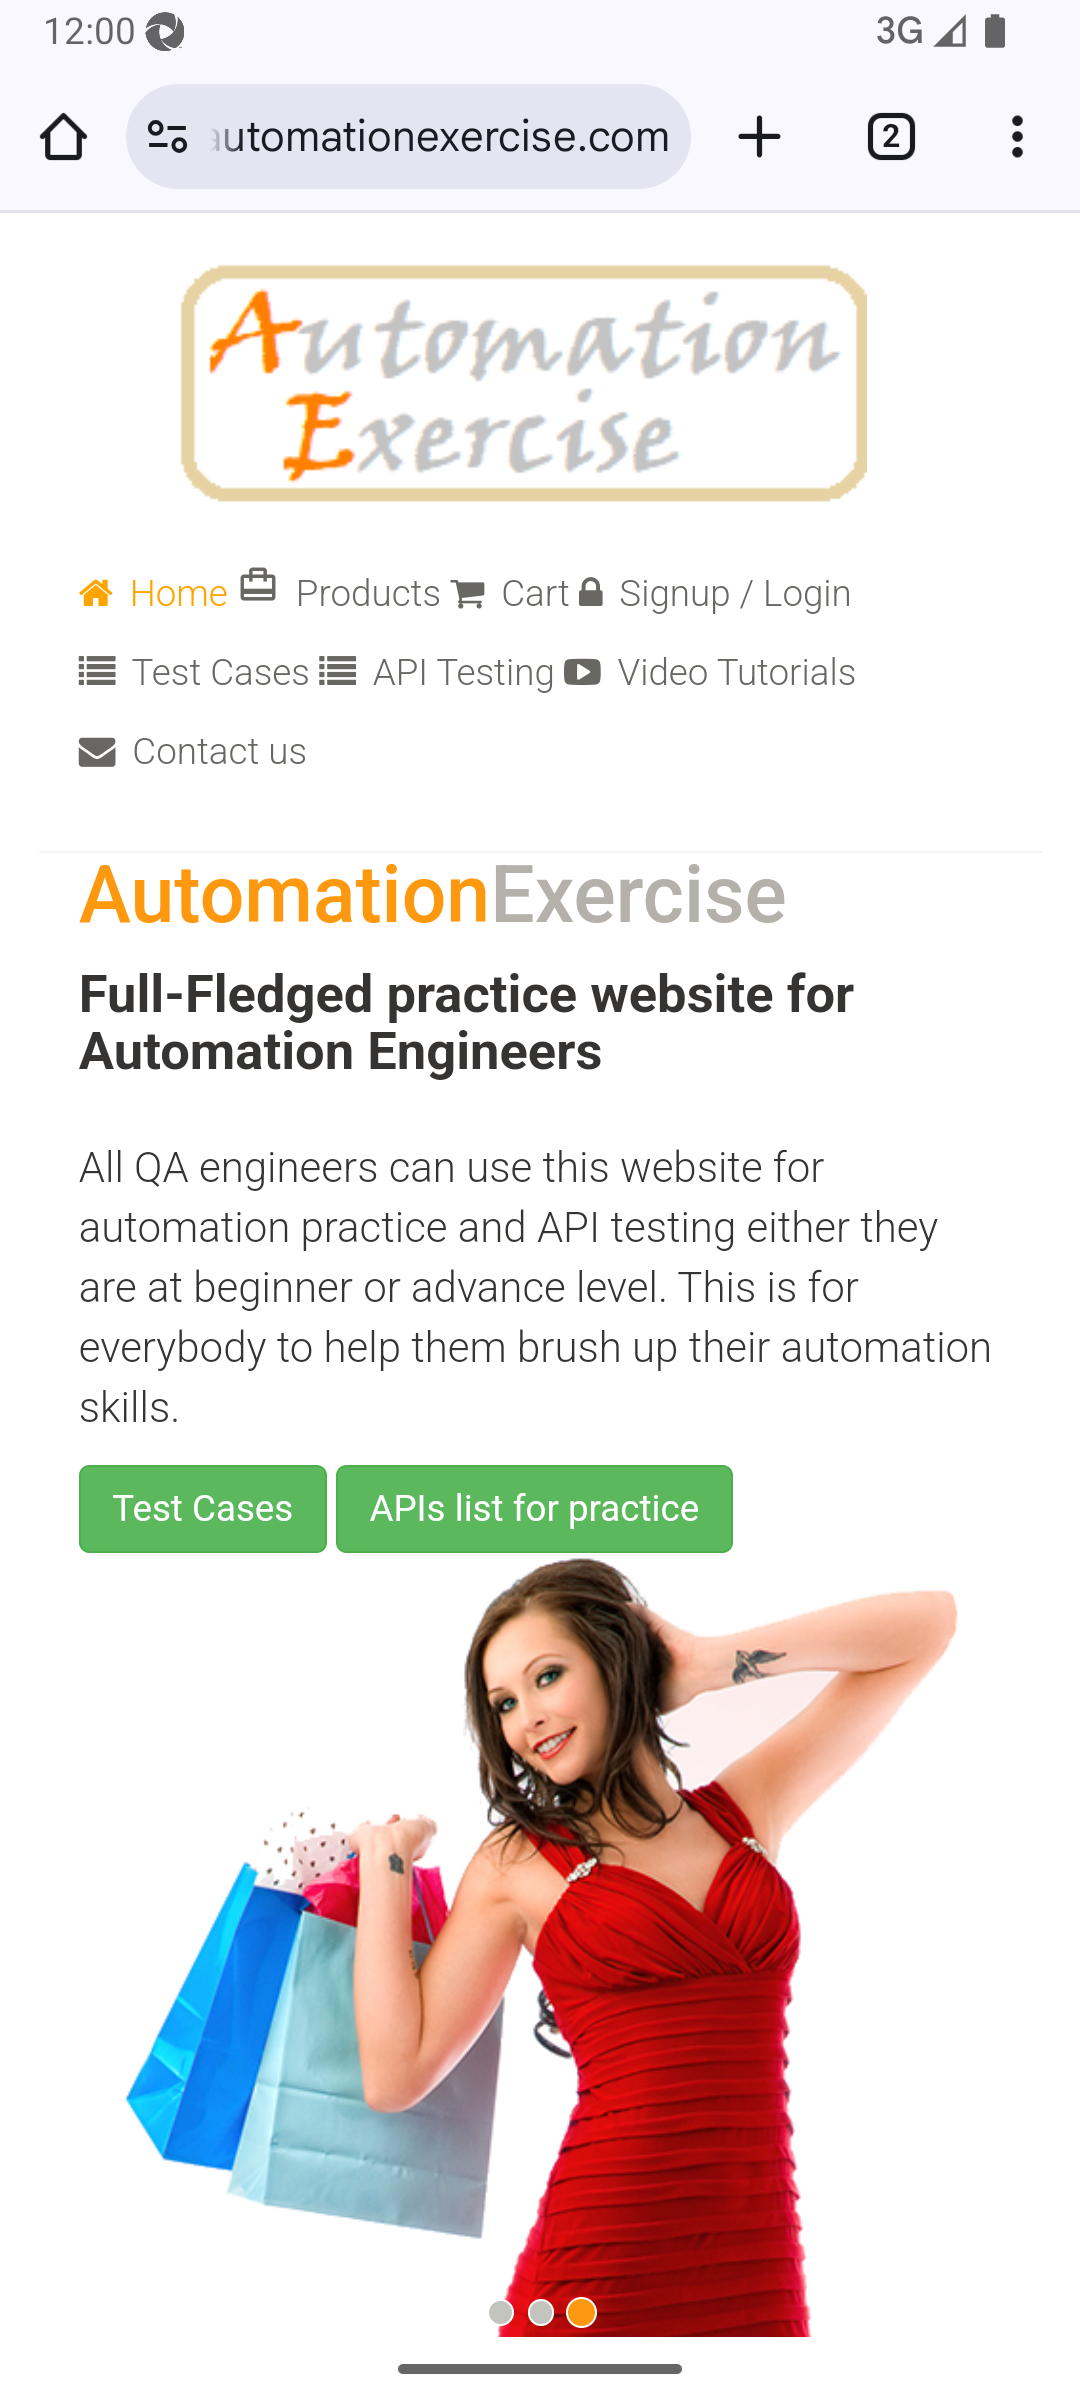 12:00 3G
automationexercise.com 2
Automation
Exercise
Home Products Cart Signup / Login
Test Cases API Testing Video Tutorials
Contact us
AutomationExercise
Full-Fledged practice website for
Automation Engineers
All QA engineers can use this website for
automation practice and API testing either they
are at beginner or advance level. This is for
everybody to help them brush up their automation
skills.
Test Cases APIs list for practice